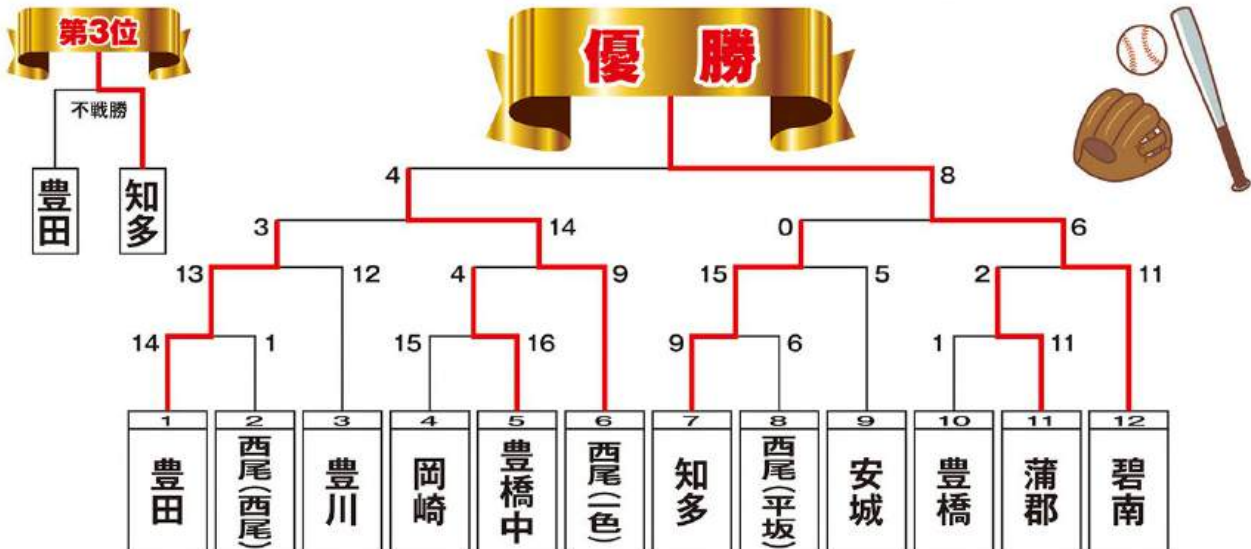 第3位
優 勝
不戦勝
豊田
知多
4
8
3
14
0
6
13
12
4
9
15
5
2
11
14
1
15
16
9
6
1
11
1
2
3
4
5
6
7
8
9
10
11
12
豊田
西尾(西尾)
豊川
岡崎
豊橋中
西尾(一色)
知多
西尾(平坂)
安城
豊橋
蒲郡
碧南